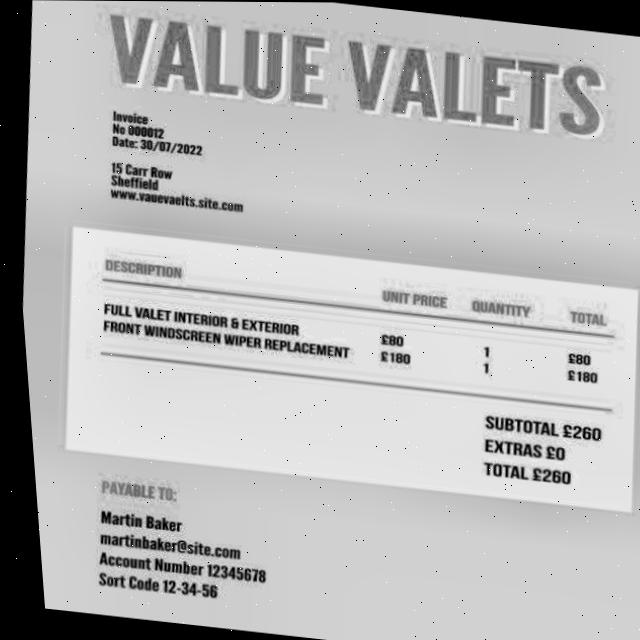 VALUE VALETS
Invoice
No 000012
Date: 30/07/2022
15 Carr Row
Sheffield
www.vauevaelts.site.com
DESCRIPTION UNIT PRICE QUANTITY TOTAL
FULL VALET INTERIOR & EXTERIOR £80 1 £80
FRONT WINDSCREEN WIPER REPLACEMENT £180 1 £180
SUBTOTAL £260
EXTRAS £0
TOTAL £260
PAYABLE TO:
Martin Baker
martinbaker@site.com
Account Number 12345678
Sort Code 12-34-56